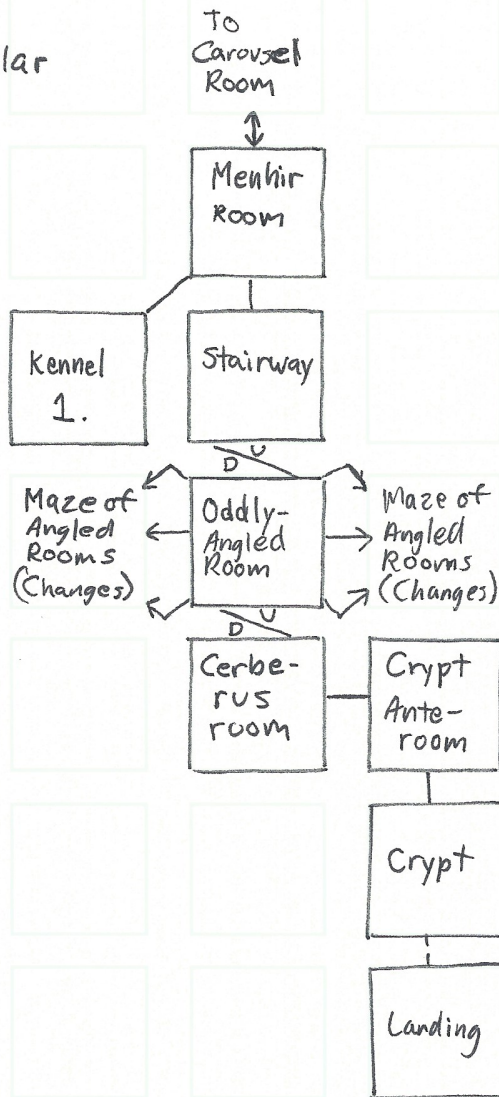 lar
To
Carousel
Room
Menhir
Room
Kennel
1.
Stairway
D U
Maze of
Angled
Rooms
(Changes)
Oddly-
Angled
Room
Maze of
Angled
Rooms
(Changes)
D U
Cerbe-
rus
room
Crypt
Ante-
room
Crypt
Landing